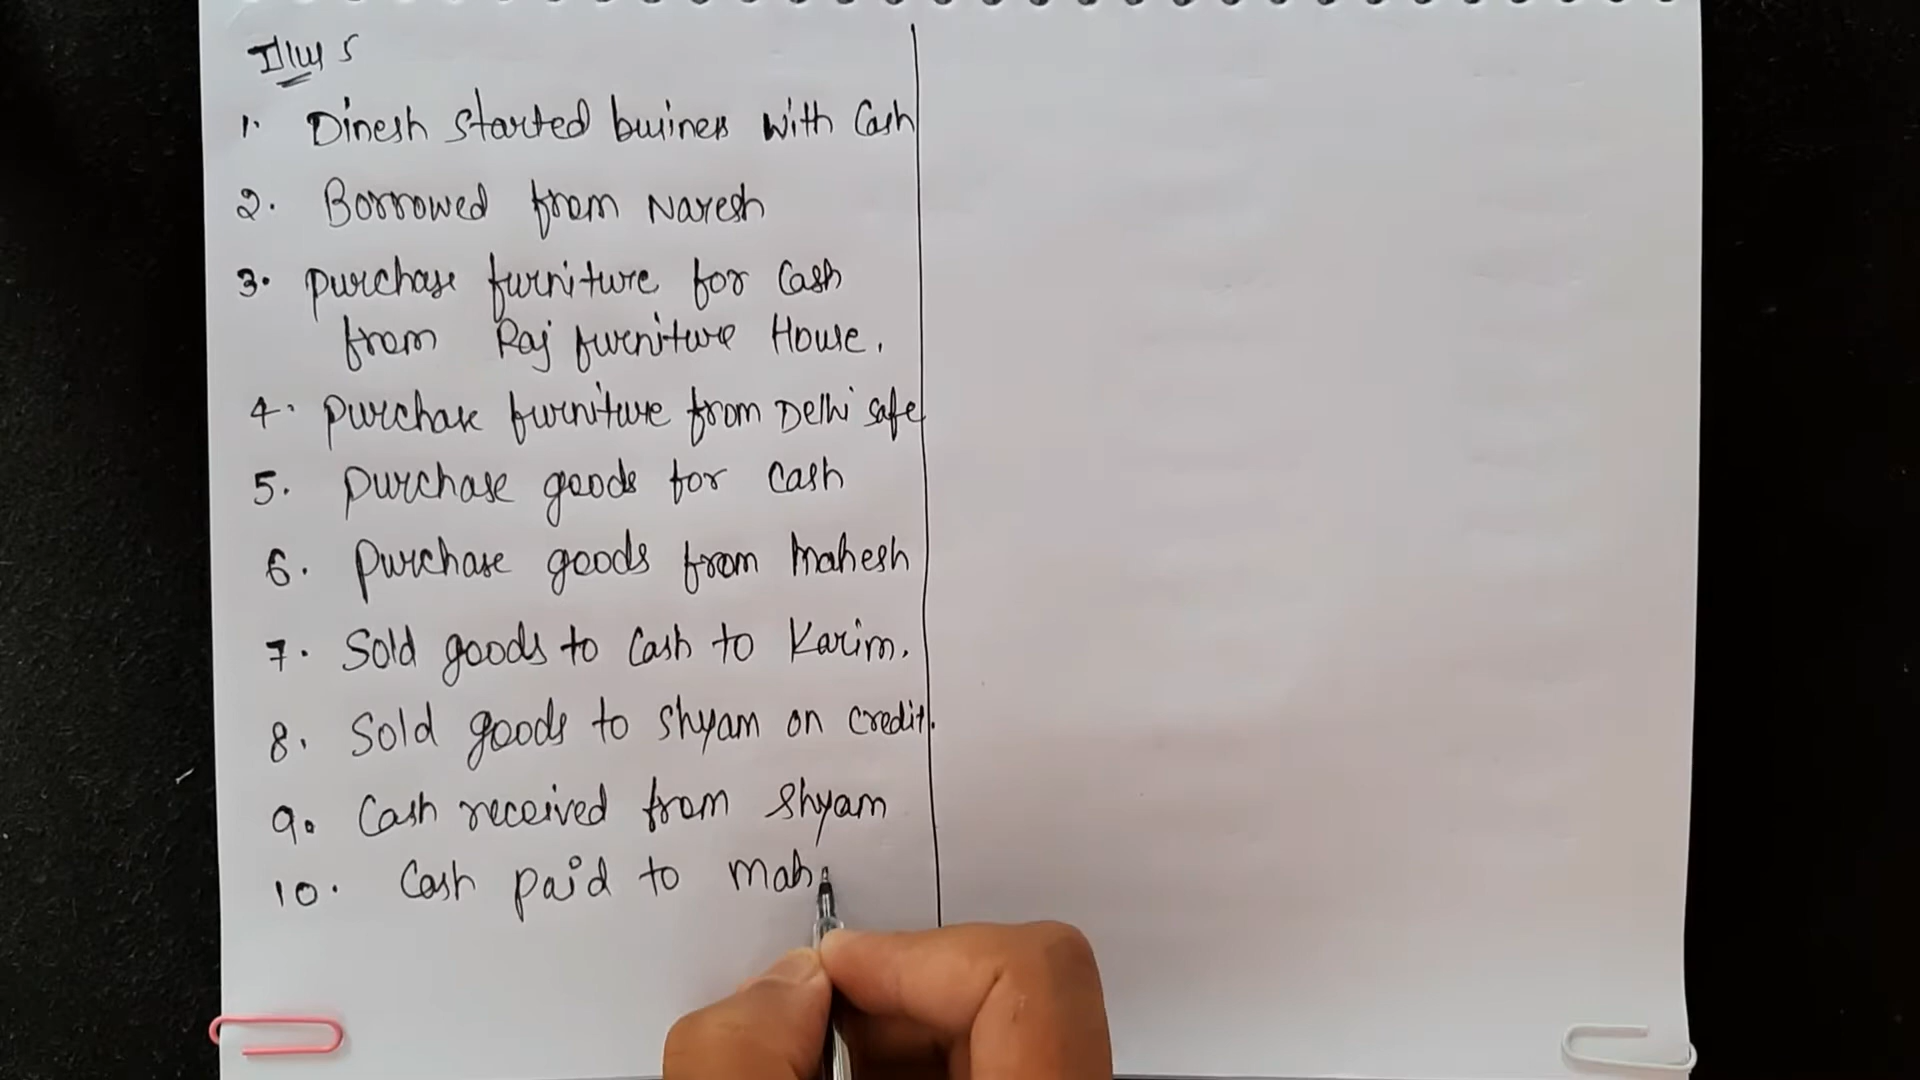 Illus 5
1. Dinesh started business with Cash
2. Borrowed from Naresh
3. purchase furniture for Cash
from Raj furniture House.
4. purchase furniture from Delhi safe
5. purchase goods for cash
6. purchase goods from Mahesh
7. Sold goods to Cash to Karim.
8. Sold goods to Shyam on credit.
9. Cash received from Shyam
10. Cash paid to Mah